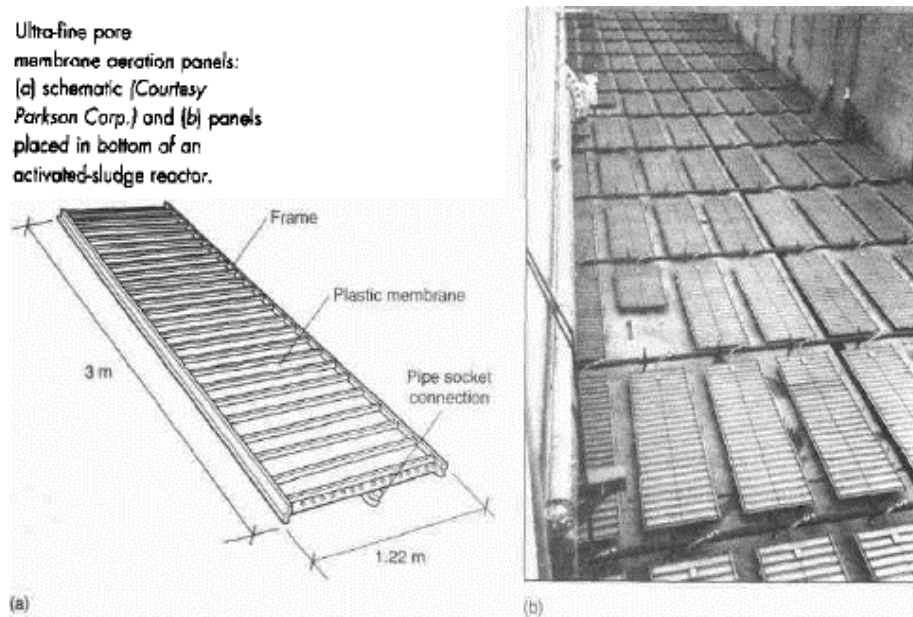 Ultra-fine pore
membrane aeration panels:
(a) schematic (Courtesy
Parkson Corp.) and (b) panels
placed in bottom of an
activated-sludge reactor.
Frame
Plastic membrane
Pipe socket
connection
3 m
1.22 m
(a)
(b)